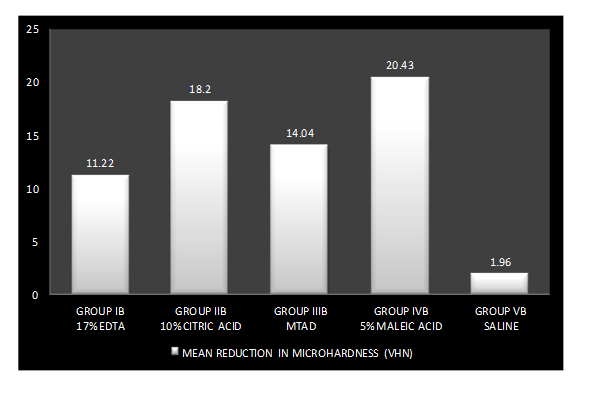 25
20
15
10
5
0
11.22
18.2
14.04
20.43
1.96
GROUP IB
17%EDTA
GROUP IIB
10%CITRIC ACID
GROUP IIIB
MTAD
GROUP IVB
5%MALEIC ACID
GROUP VB
SALINE
MEAN REDUCTION IN MICROHARDNESS (VHN)